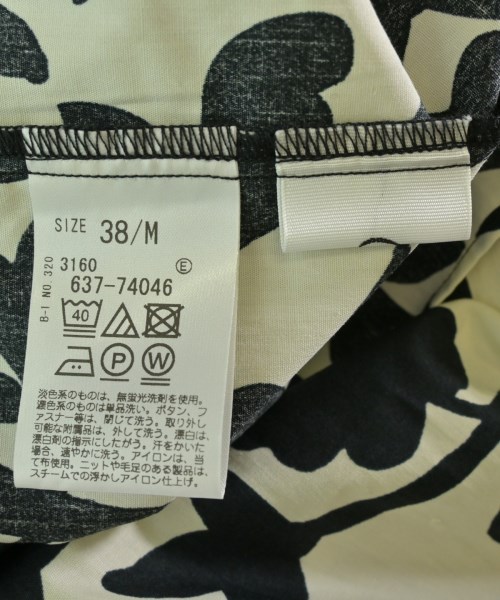 SIZE 38/M
B-I NO. 320
3160 E
637-74046
40
P W
淡色系のものは、無蛍光洗剤を使用。
濃色系のものは単品洗い。ボタン、フ
ァスナー等は、閉じて洗う。取り外し
可能な附属品は、外して洗う。漂白は、
漂白剤の指示にしたがう。汗をかいた
場合、速やかに洗う。アイロンは、当
て布使用。ニットや毛足のある製品は、
スチームでの浮かしアイロン仕上げ。